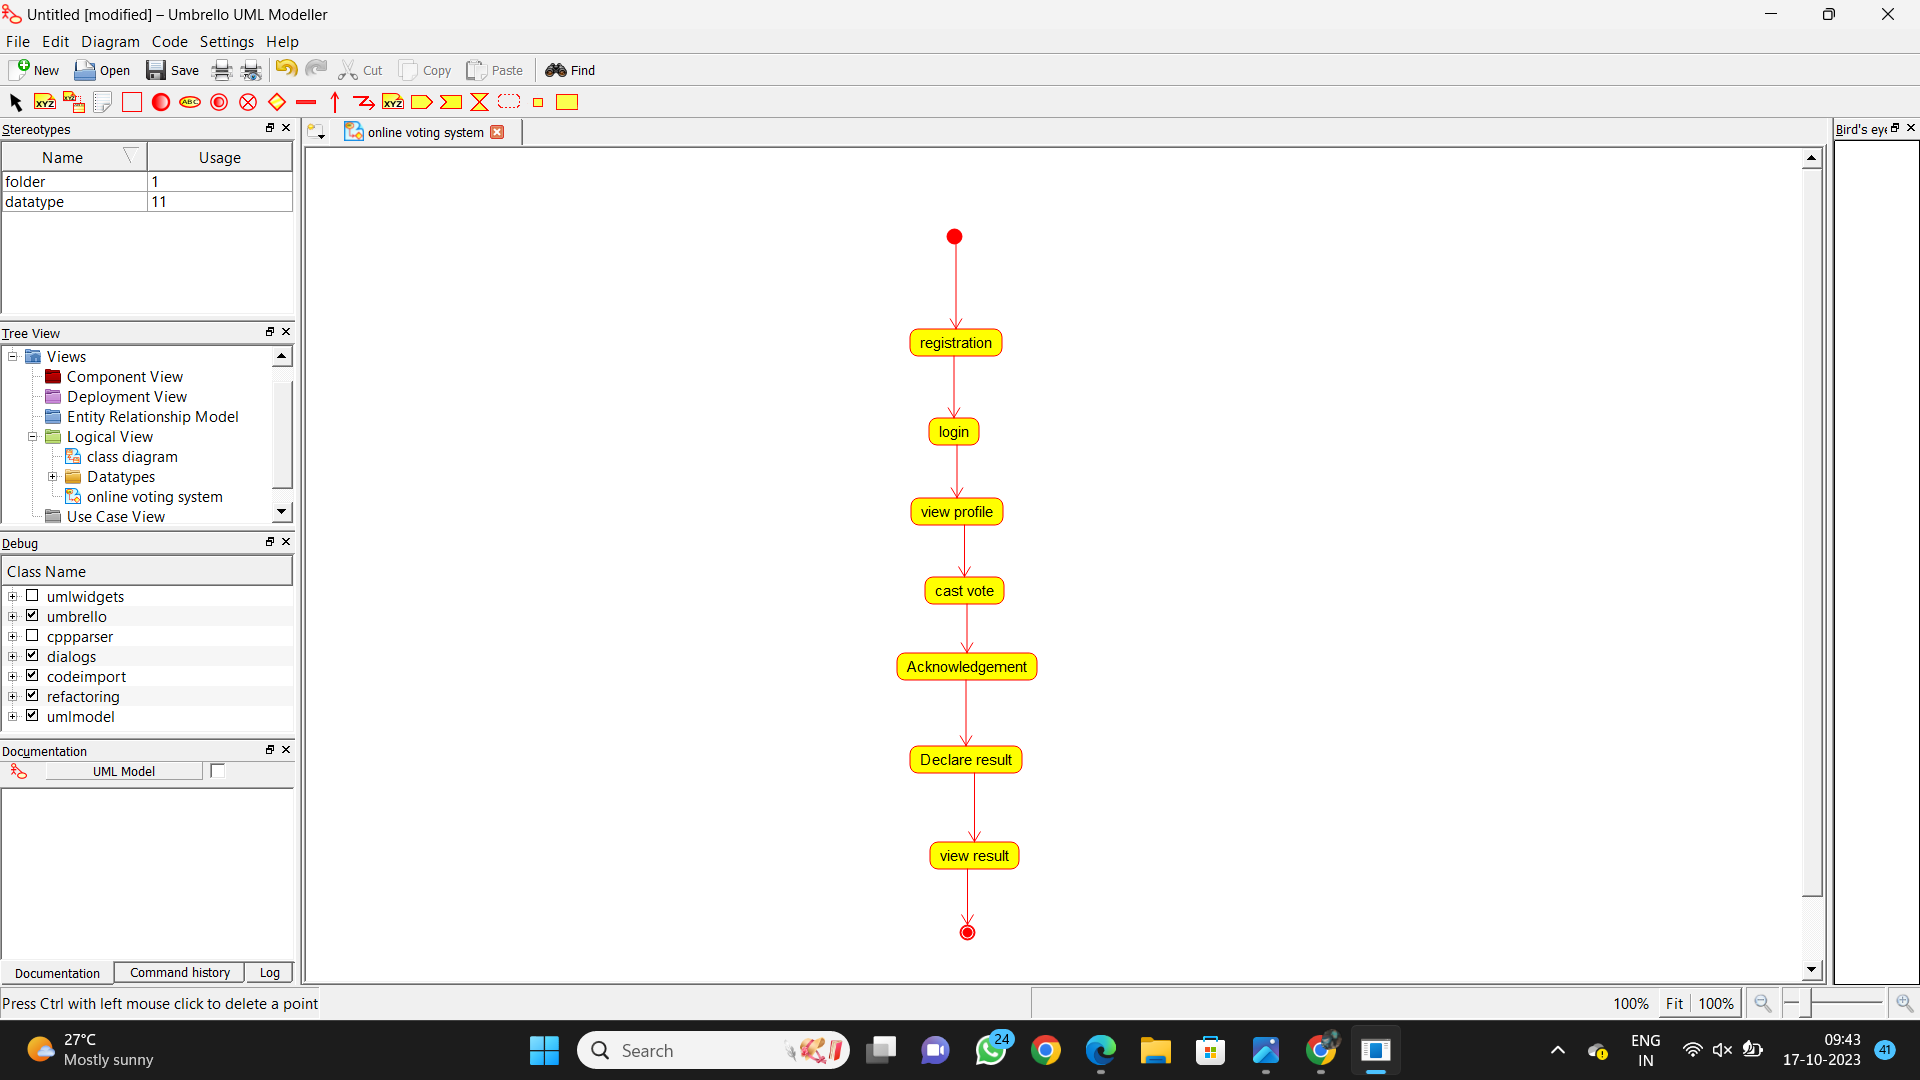 Untitled [modified] – Umbrello UML Modeller
File Edit Diagram Code Settings Help
New Open Save Cut Copy Paste Find
XYZ XYZ ABC XYZ
Stereotypes
online voting system
Bird's eye
Name Usage
folder 1
datatype 11
Tree View
Views
Component View
Deployment View
Entity Relationship Model
Logical View
class diagram
Datatypes
online voting system
Use Case View
Debug
Class Name
umlwidgets
umbrello
cppparser
dialogs
codeimport
refactoring
umlmodel
Documentation
UML Model
Documentation Command history Log
registration
login
view profile
cast vote
Acknowledgement
Declare result
view result
Press Ctrl with left mouse click to delete a point
100% Fit 100%
27°C
Mostly sunny
Search
24
ENG
IN
09:43
17-10-2023
41